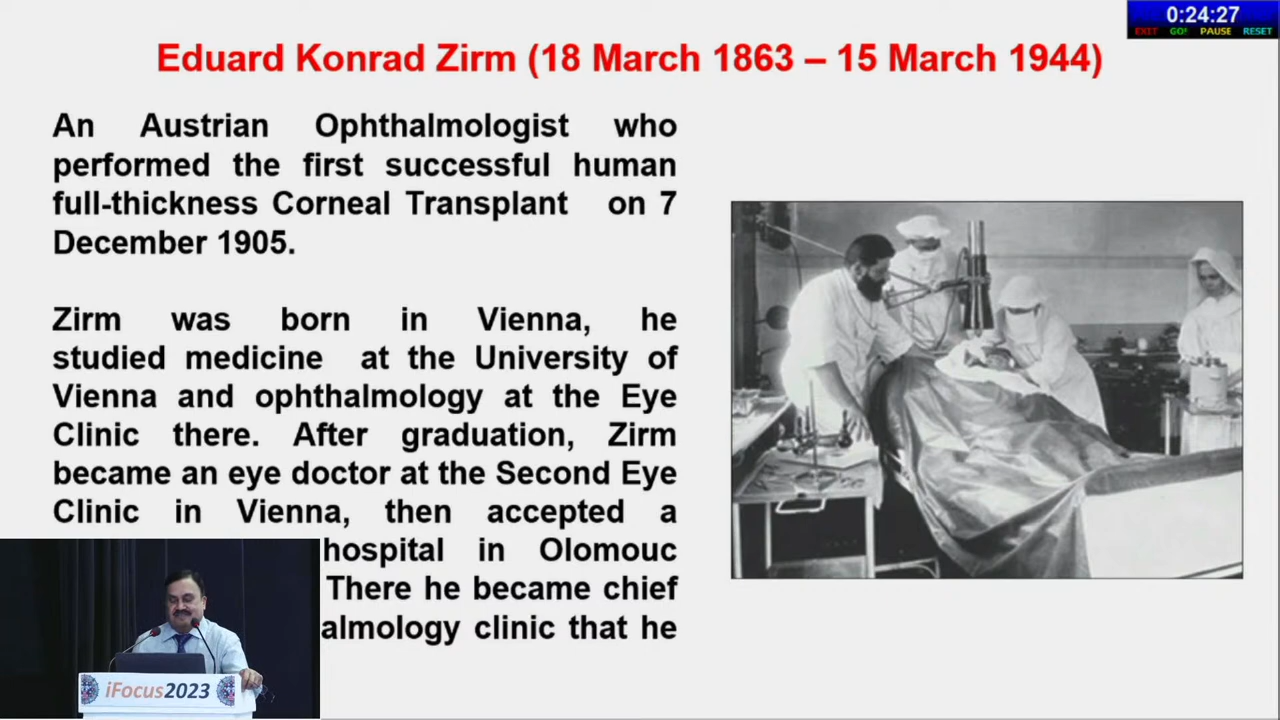 0:24:27
EXIT GO! PAUSE RESET
Eduard Konrad Zirm (18 March 1863 – 15 March 1944)
An Austrian Ophthalmologist who
performed the first successful human
full-thickness Corneal Transplant on 7
December 1905.
Zirm was born in Vienna, he
studied medicine at the University of
Vienna and ophthalmology at the Eye
Clinic there. After graduation, Zirm
became an eye doctor at the Second Eye
Clinic in Vienna, then accepted a
hospital in Olomouc
There he became chief
almology clinic that he
iFocus2023